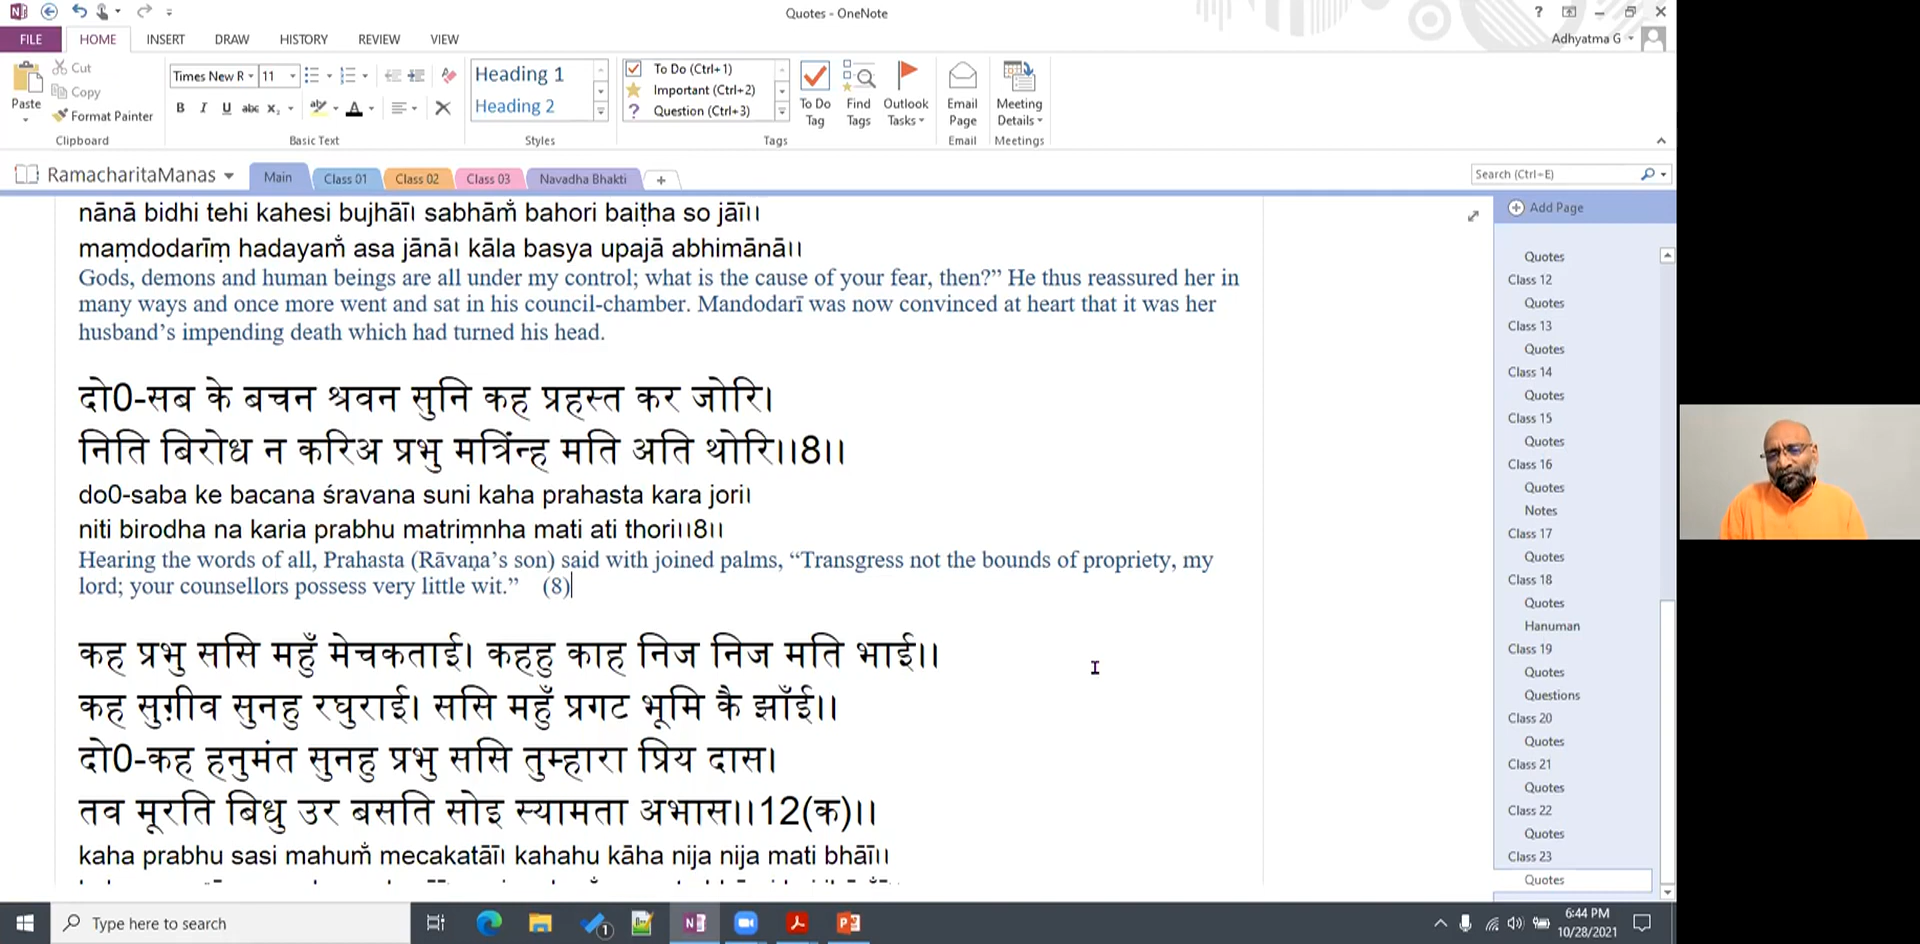 Quotes - OneNote
?
FILE HOME INSERT DRAW HISTORY REVIEW VIEW
Adhyatma G
Paste
Cut
Copy
Format Painter
Clipboard
Times New R 11
B I U abc x₂ A
Basic Text
Heading 1
Heading 2
Styles
To Do (Ctrl+1)
Important (Ctrl+2)
? Question (Ctrl+3)
To Do Tag
Find Tags
Outlook Tasks
Tags
Email Page
Email
Meeting Details
Meetings
RamacharitaManas
Main Class 01 Class 02 Class 03 Navadha Bhakti +
Search (Ctrl+E)
nānā bidhi tehi kahesi bujhāī। sabhām̐ bahori baiṭha so jāī।।
maṃdodarīṃ hadayam̐ asa jānā। kāla basya upajā abhimānā।।
Gods, demons and human beings are all under my control; what is the cause of your fear, then?” He thus reassured her in
many ways and once more went and sat in his council-chamber. Mandodarī was now convinced at heart that it was her
husband’s impending death which had turned his head.
दो0-सब के बचन श्रवन सुनि कह प्रहस्त कर जोरि।
निति बिरोध न करिअ प्रभु मत्रिंन्ह मति अति थोरि।।8।।
do0-saba ke bacana śravana suni kaha prahasta kara jori।
niti birodha na karia prabhu matriṃnha mati ati thori।।8।।
Hearing the words of all, Prahasta (Rāvaṇa’s son) said with joined palms, “Transgress not the bounds of propriety, my
lord; your counsellors possess very little wit.” (8)
कह प्रभु ससि महुँ मेचकताई। कहहु काह निज निज मति भाई।।
कह सुग़ीव सुनहु रघुराई। ससि महुँ प्रगट भूमि कै झाँई।।
दो0-कह हनुमंत सुनहु प्रभु ससि तुम्हारा प्रिय दास।
तव मूरति बिधु उर बसति सोइ स्यामता अभास।।12(क)।।
kaha prabhu sasi mahum̐ mecakatāī। kahahu kāha nija nija mati bhāī।।
Add Page
Quotes
Class 12
Quotes
Class 13
Quotes
Class 14
Quotes
Class 15
Quotes
Class 16
Quotes
Notes
Class 17
Quotes
Class 18
Quotes
Hanuman
Class 19
Quotes
Questions
Class 20
Quotes
Class 21
Quotes
Class 22
Quotes
Class 23
Quotes
Type here to search
1
6:44 PM
10/28/2021